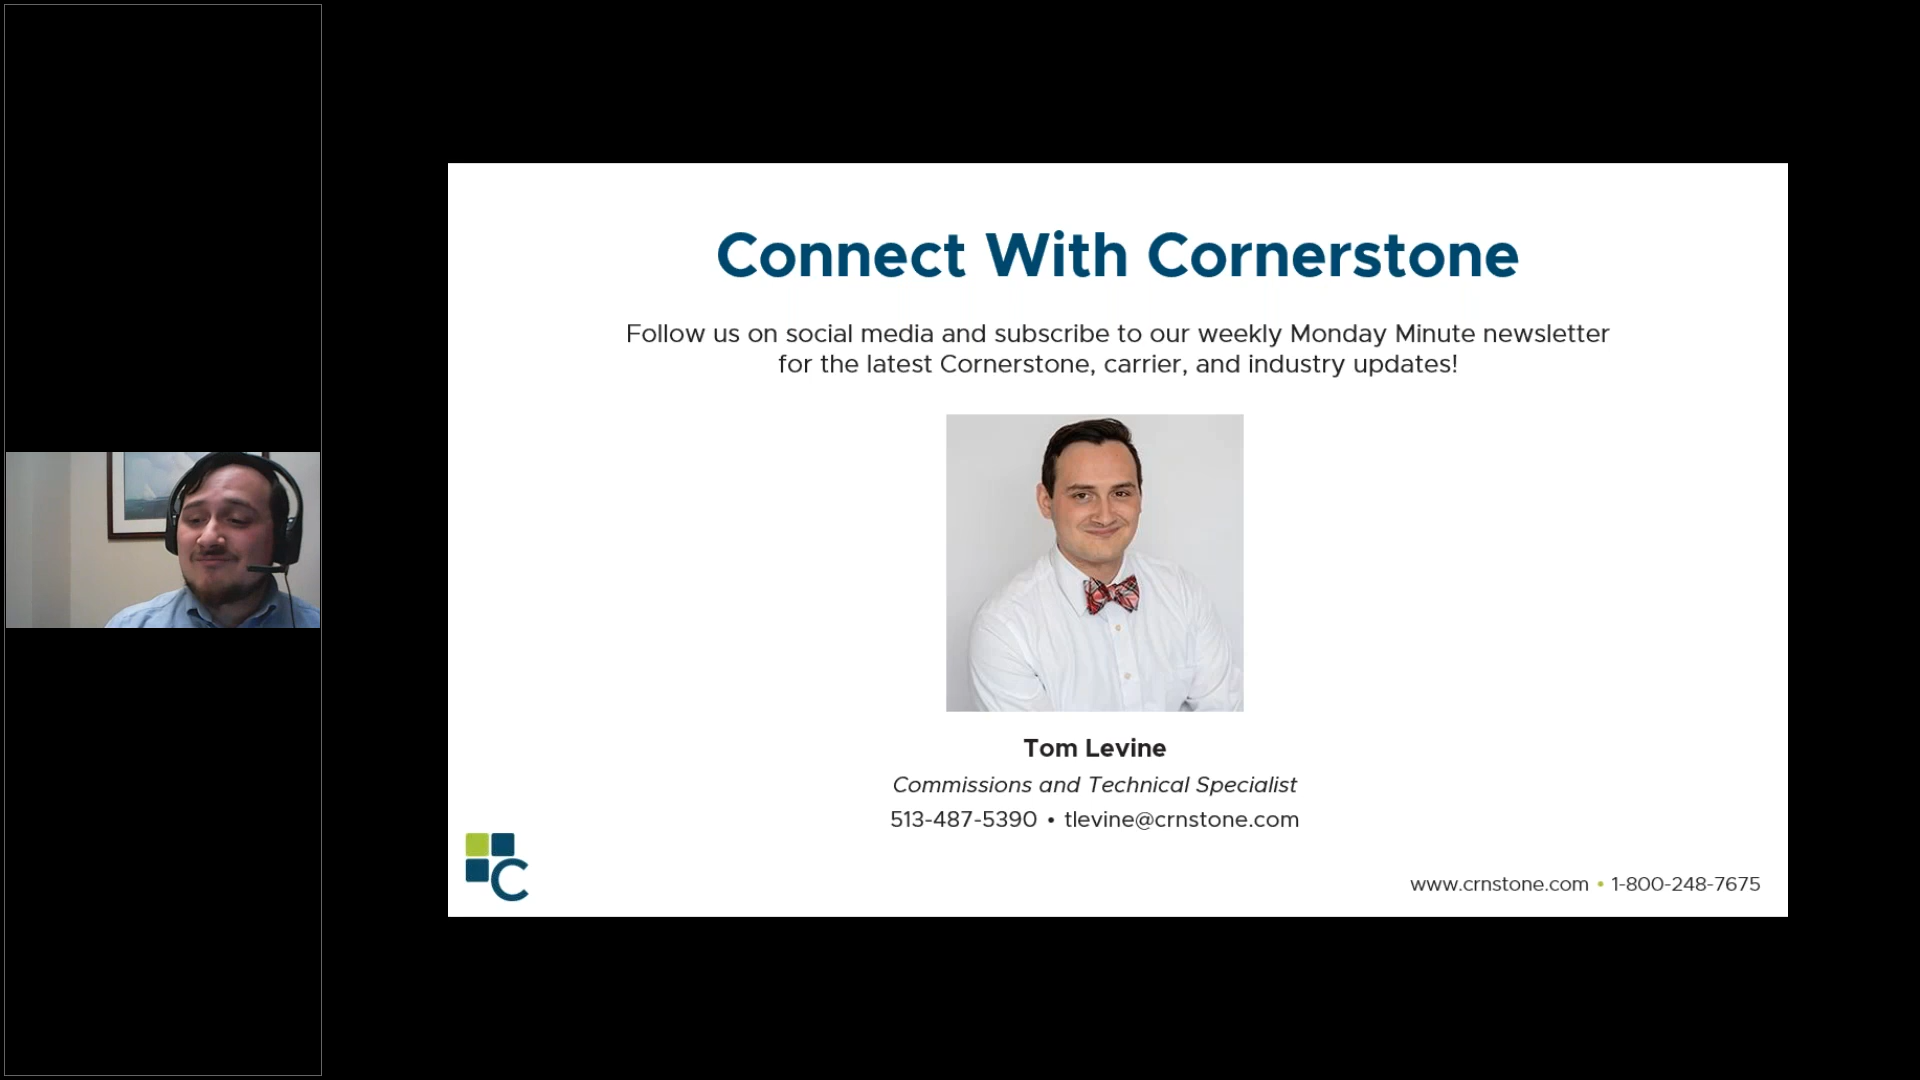 Connect With Cornerstone
Follow us on social media and subscribe to our weekly Monday Minute newsletter
for the latest Cornerstone, carrier, and industry updates!
Tom Levine
Commissions and Technical Specialist
513-487-5390 • tlevine@crnstone.com
C
www.crnstone.com • 1-800-248-7675